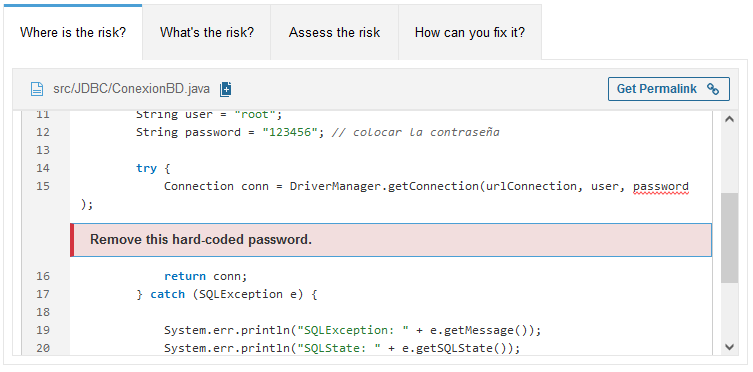 Where is the risk?
What's the risk?
Assess the risk
How can you fix it?
src/JDBC/ConexionBD.java
Get Permalink
11 String user = "root";
12 String password = "123456"; // colocar la contraseña
13
14 try {
15 Connection conn = DriverManager.getConnection(urlConnection, user, password
);
Remove this hard-coded password.
16 return conn;
17 } catch (SQLException e) {
18
19 System.err.println("SQLException: " + e.getMessage());
20 System.err.println("SQLState: " + e.getSQLState());